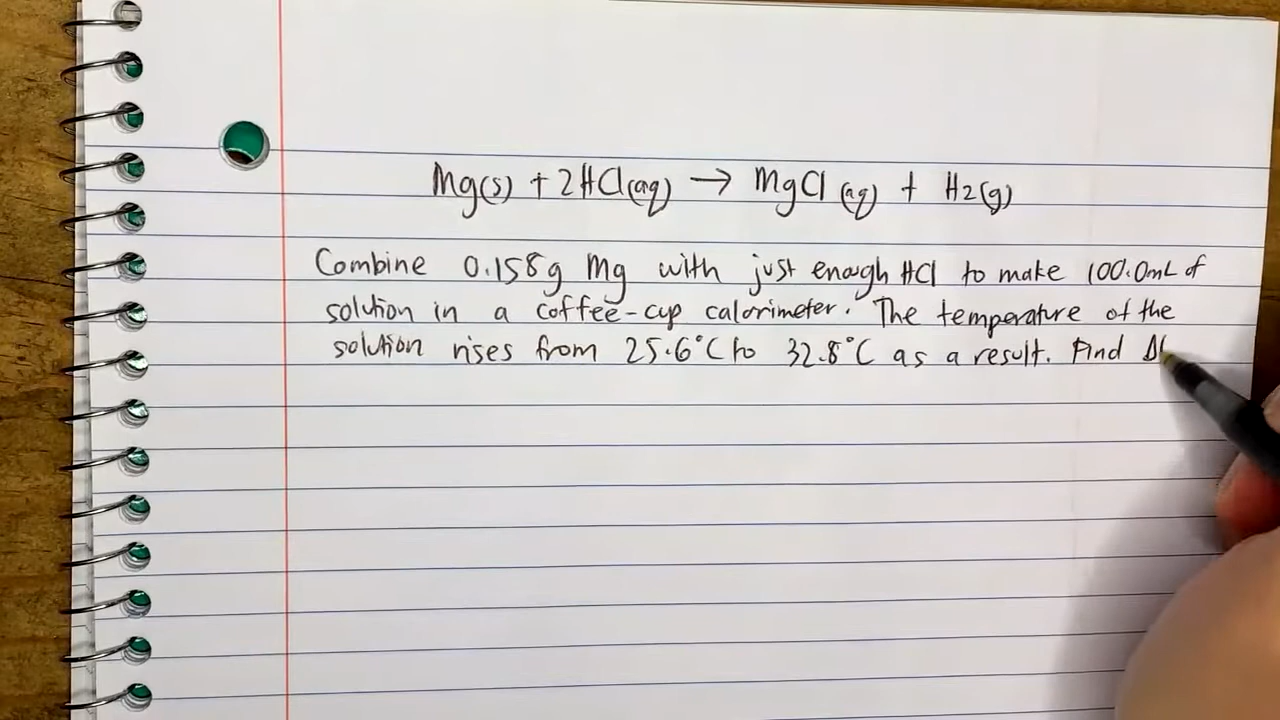 Mg(s) + 2HCl(aq) → MgCl (aq) + H2(g)
Combine 0.158g Mg with just enough HCl to make 100.0mL of
solution in a coffee-cup calorimeter. The temperature of the
solution rises from 25.6°C to 32.8°C as a result. Find